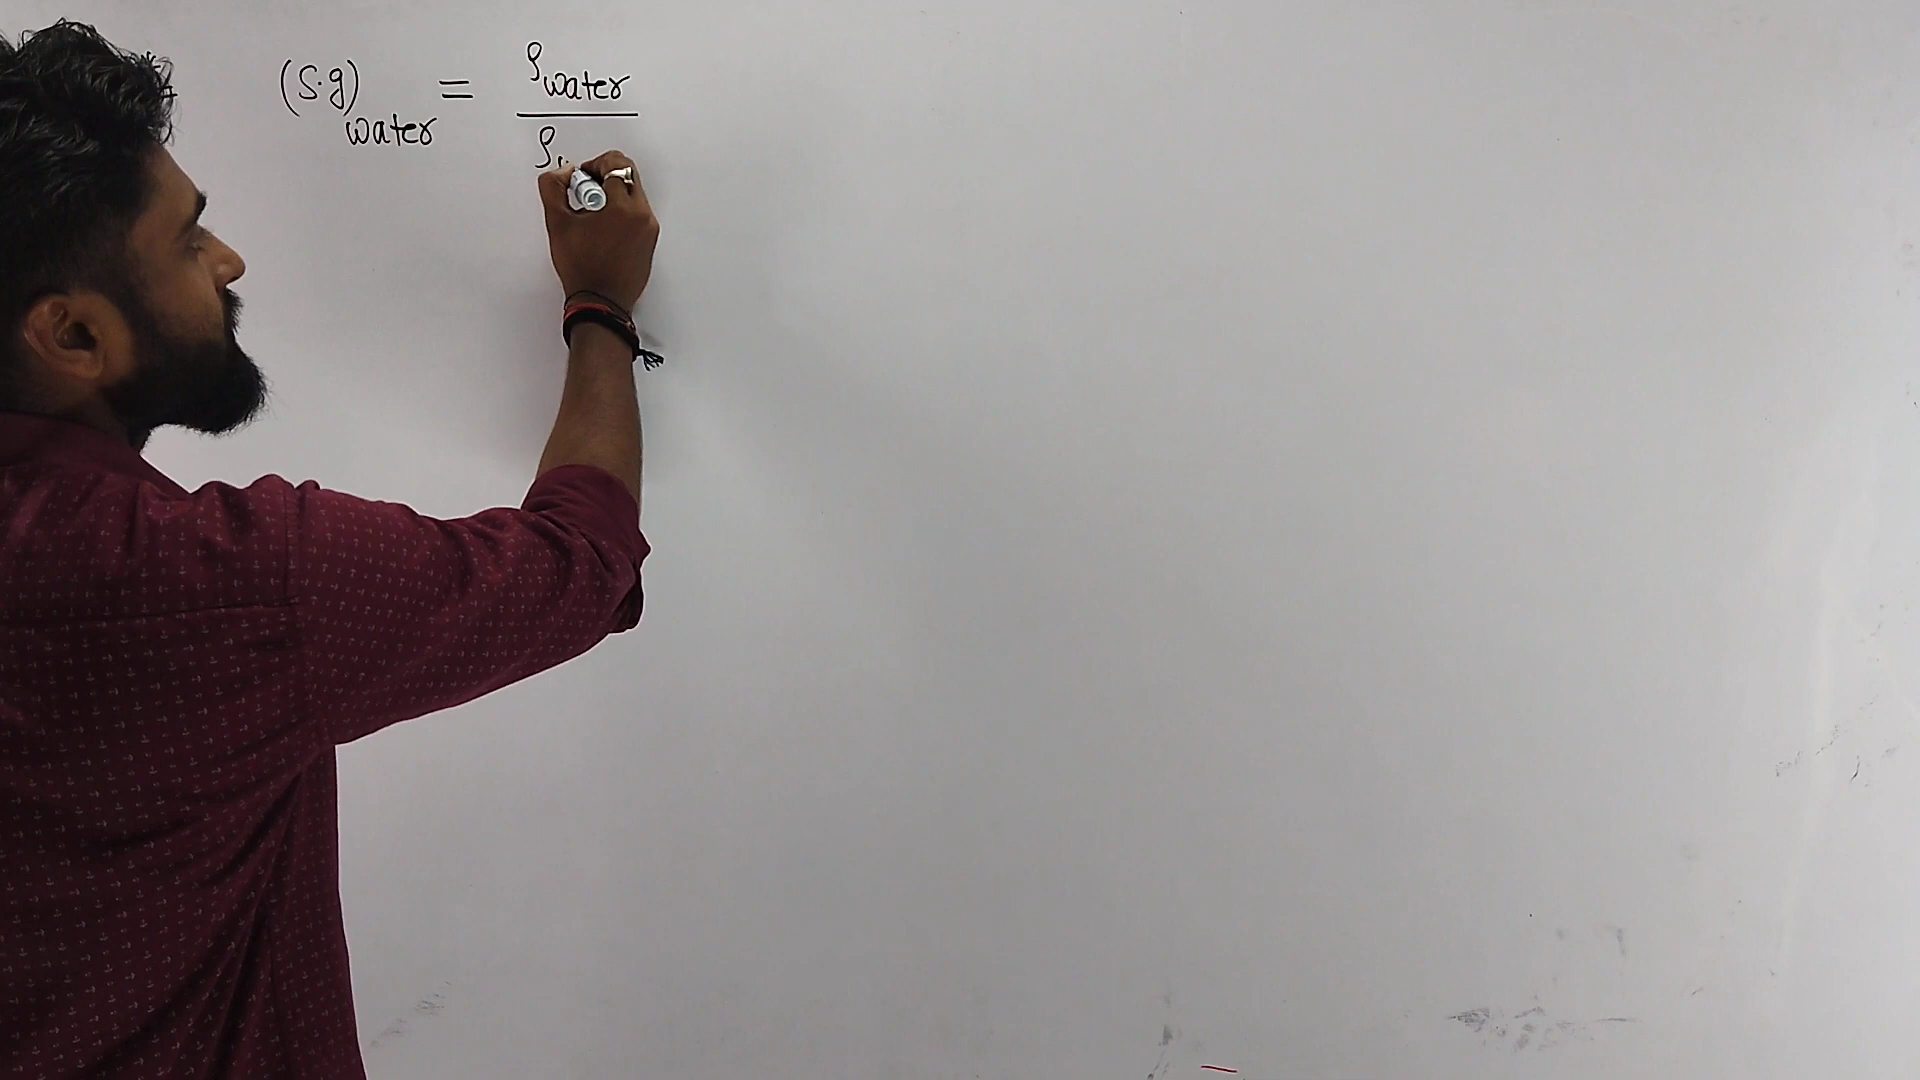 (S.g)water = ρwater
ρ